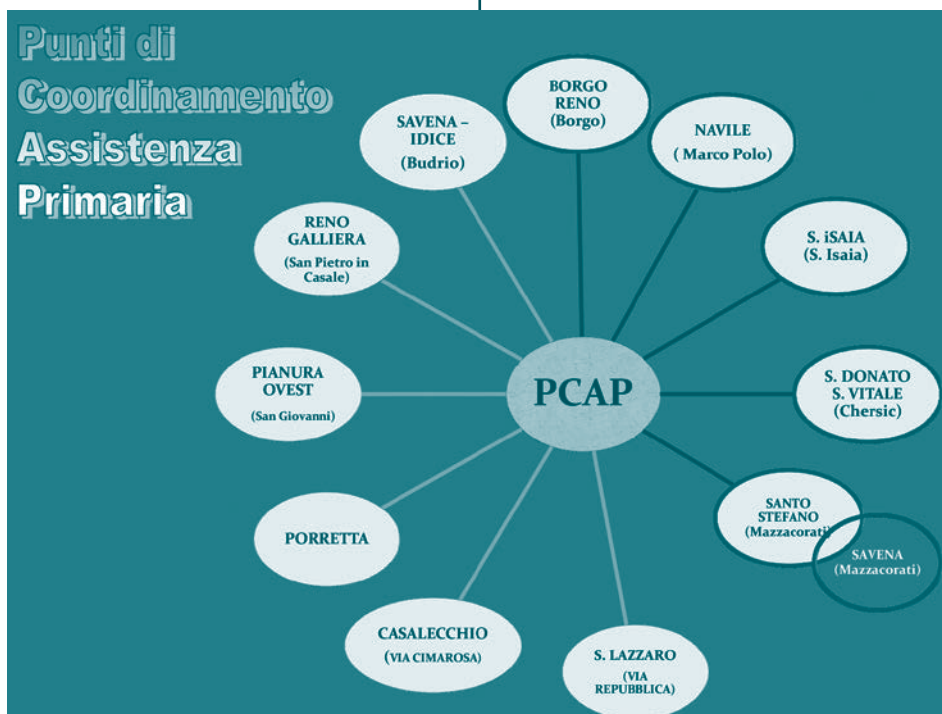 Punti di
Coordinamento
Assistenza
Primaria
BORGO
RENO
(Borgo)
NAVILE
( Marco Polo)
S. iSAIA
(S. Isaia)
S. DONATO
S. VITALE
(Chersic)
SANTO
STEFANO
(Mazzacorati)
SAVENA
(Mazzacorati)
S. LAZZARO
(VIA
REPUBBLICA)
CASALECCHIO
(VIA CIMAROSA)
PORRETTA
PIANURA
OVEST
(San Giovanni)
RENO
GALLIERA
(San Pietro in
Casale)
SAVENA –
IDICE
(Budrio)
PCAP